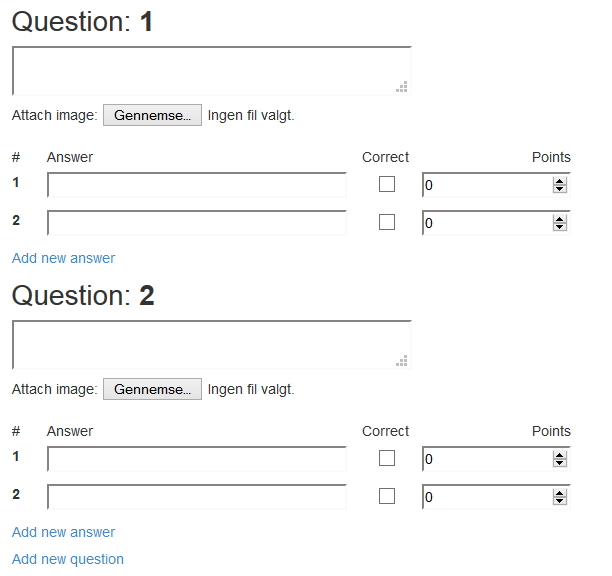 Question: 1
Attach image: Gennemse... Ingen fil valgt.
# Answer Correct Points
1 0
2 0
Add new answer
Question: 2
Attach image: Gennemse... Ingen fil valgt.
# Answer Correct Points
1 0
2 0
Add new answer
Add new question